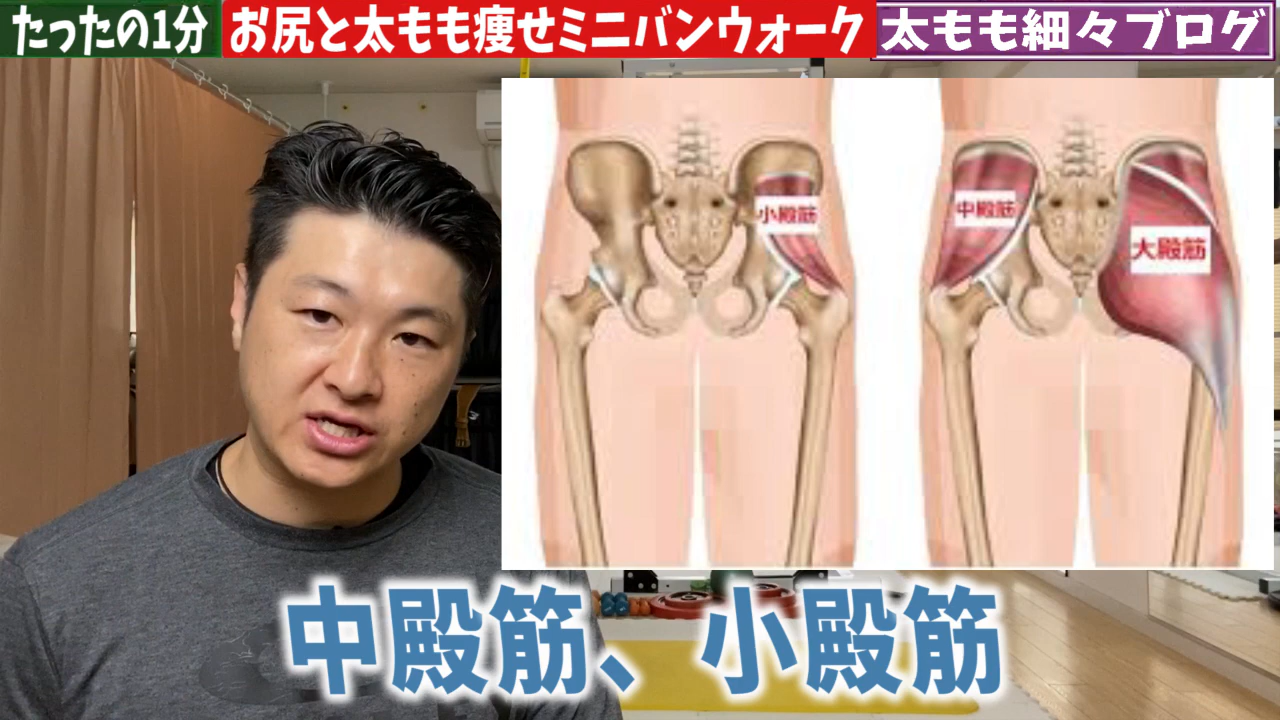 たったの1分
お尻と太もも痩せミニバンウォーク
太もも細々ブログ
小殿筋
中殿筋
大殿筋
中殿筋、小殿筋